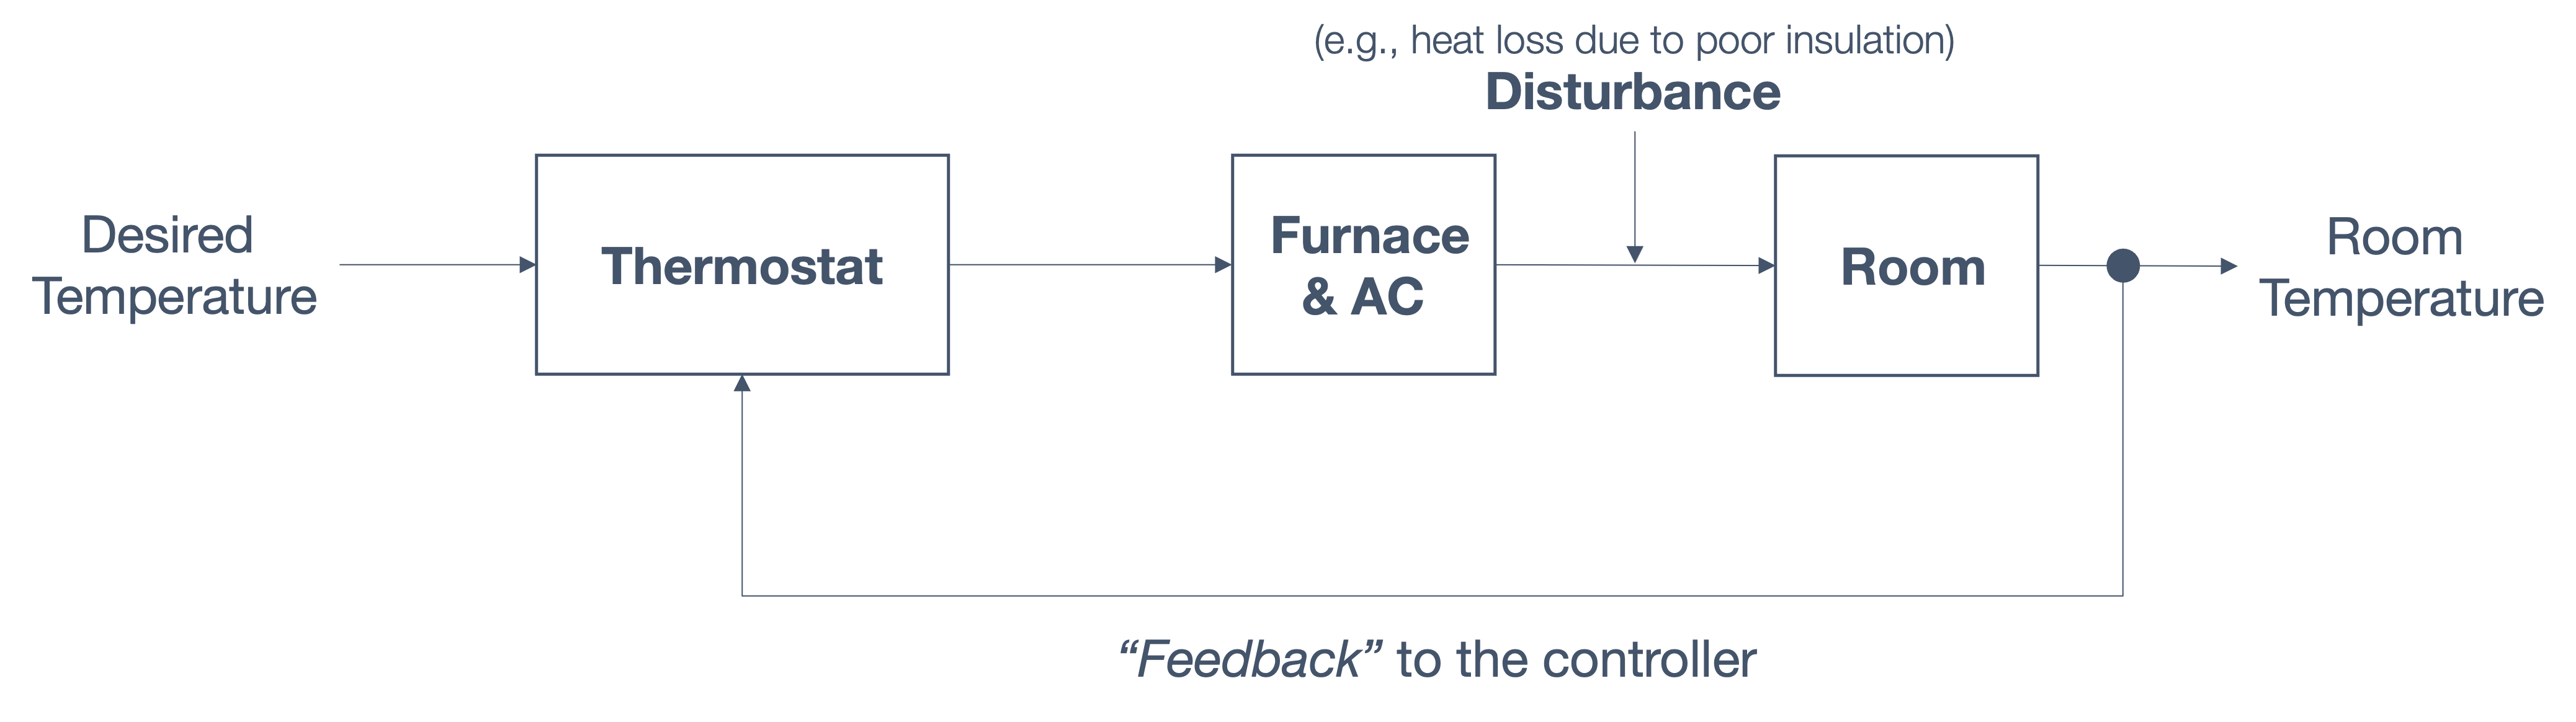 (e.g., heat loss due to poor insulation)
Disturbance
Desired
Temperature
Thermostat
Furnace
& AC
Room
Room
Temperature
“Feedback” to the controller